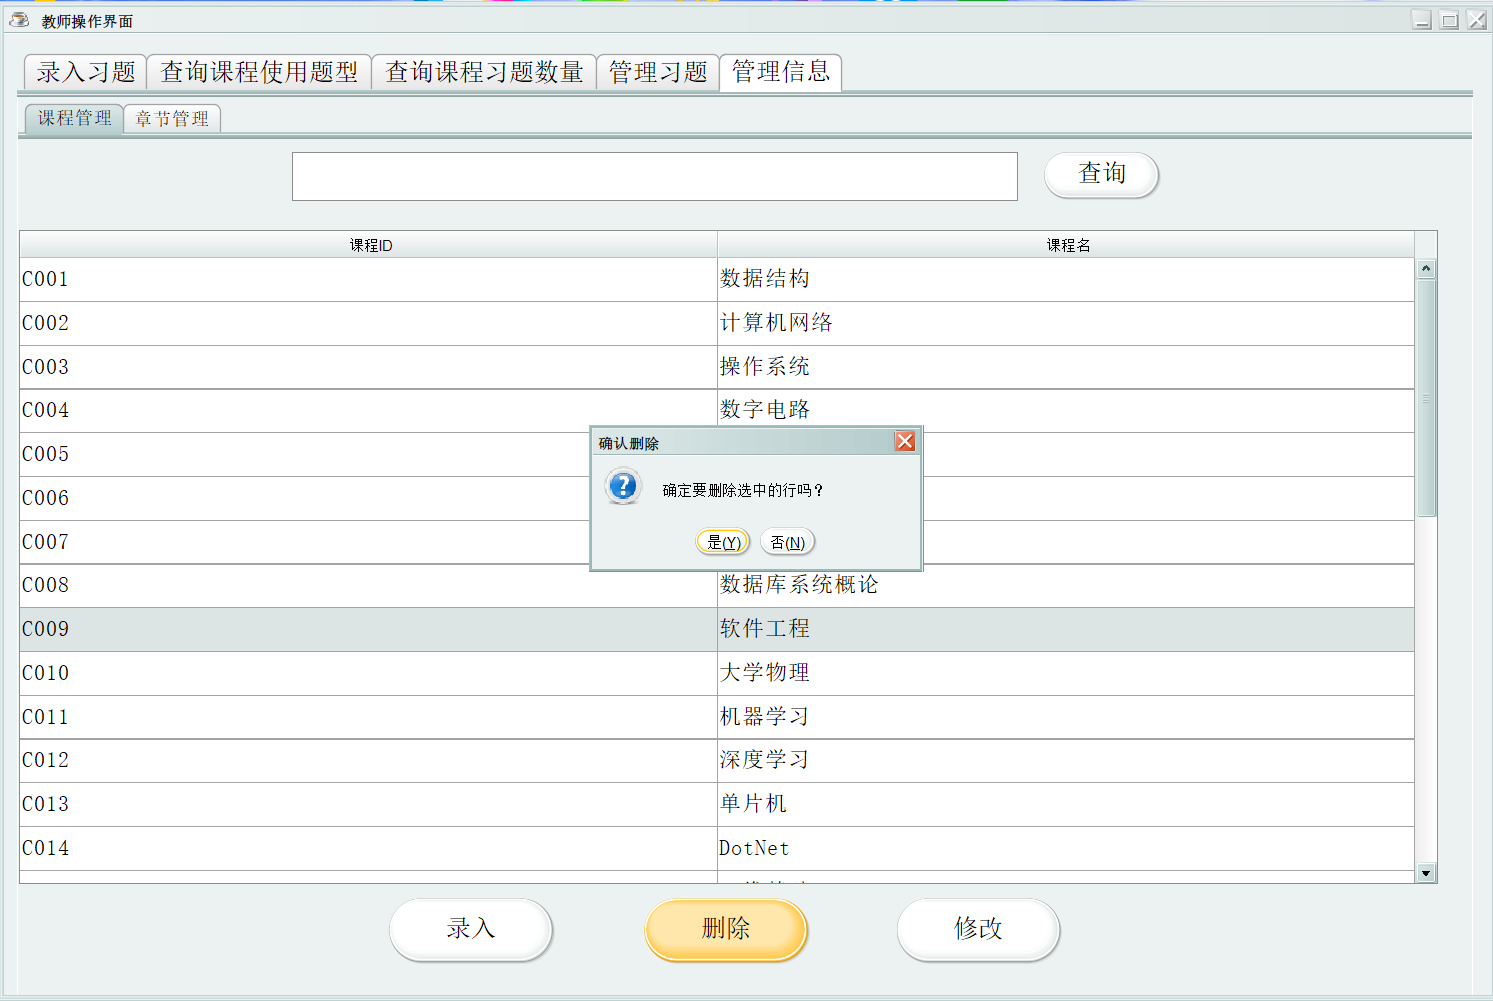 教师操作界面
录入习题 查询课程使用题型 查询课程习题数量 管理习题 管理信息
课程管理 章节管理
查询
课程ID 课程名
C001 数据结构
C002 计算机网络
C003 操作系统
C004 数字电路
C005
C006
C007
C008 数据库系统概论
C009 软件工程
C010 大学物理
C011 机器学习
C012 深度学习
C013 单片机
C014 DotNet
确认删除
确定要删除选中的行吗？
是(Y) 否(N)
录入 删除 修改